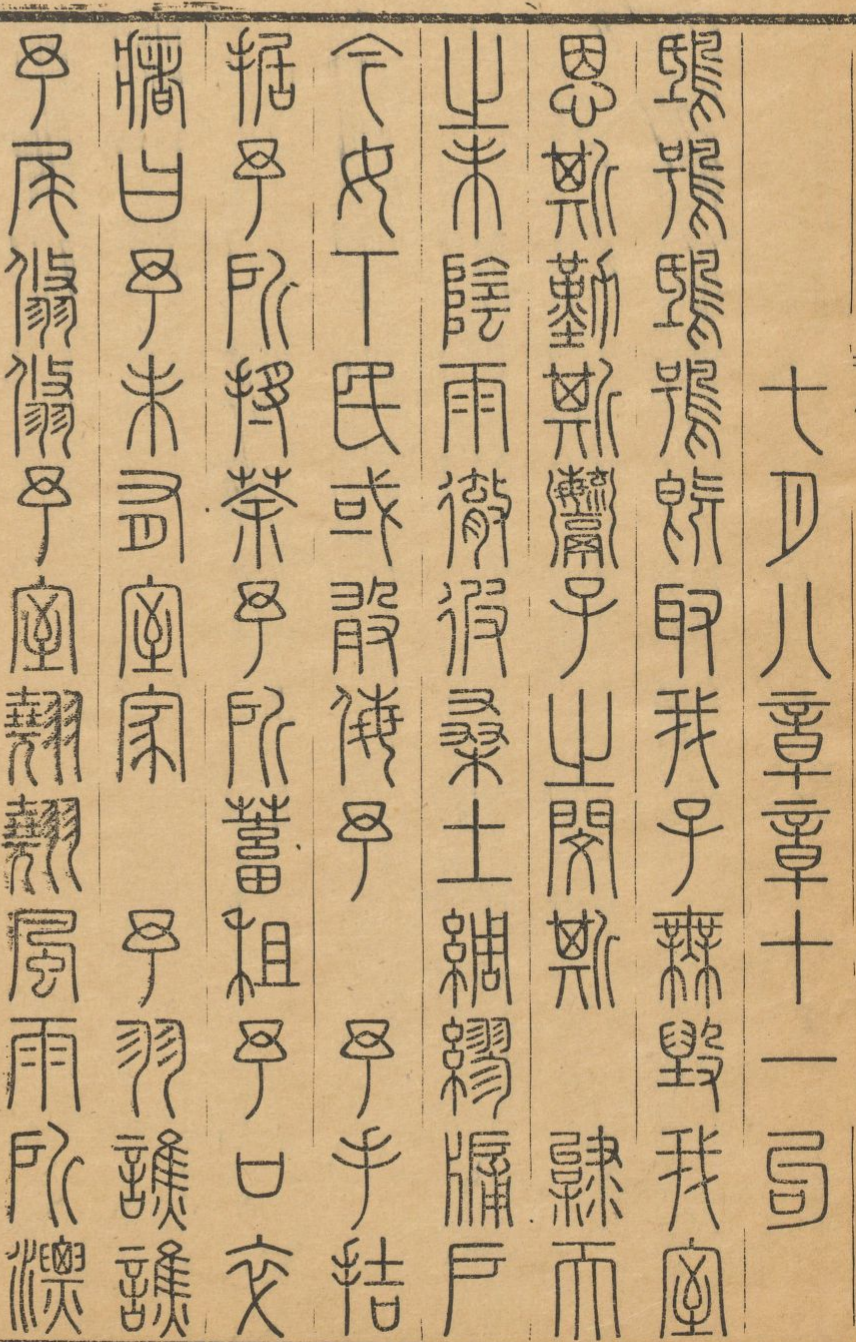 七月八章章十一句
鴟鴞鴟鴞既取我子無毀我室
恩斯勤斯鬻子之閔斯　𨽿天
之未陰雨徹彼桑土綢繆牖戶
今女下民或敢侮予　予手拮
据予所捋荼予所蓄租予口卒
瘏曰予未有室家　予羽譙譙
予尾翛翛予室翹翹風雨所漂